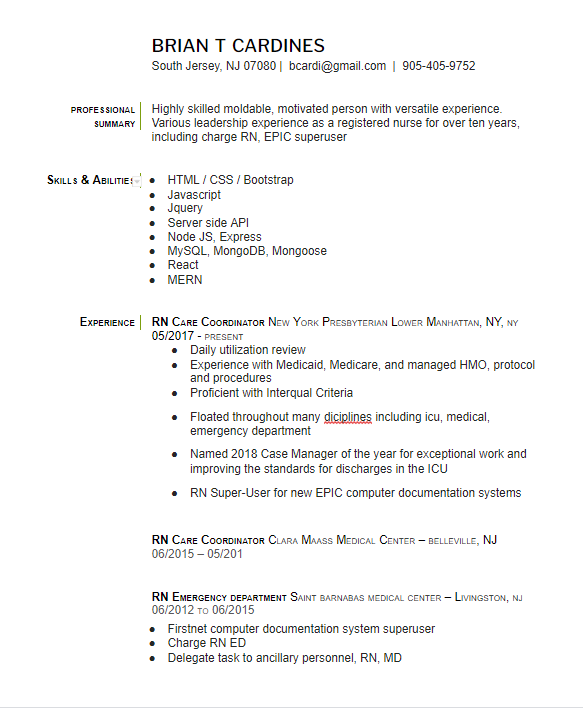 BRIAN T CARDINES
South Jersey, NJ 07080 | bcardi@gmail.com | 905-405-9752
PROFESSIONAL SUMMARY
Highly skilled moldable, motivated person with versatile experience.
Various leadership experience as a registered nurse for over ten years,
including charge RN, EPIC superuser
Skills & Abilities
● HTML / CSS / Bootstrap
● Javascript
● Jquery
● Server side API
● Node JS, Express
● MySQL, MongoDB, Mongoose
● React
● MERN
Experience
RN Care Coordinator New York Presbyterian Lower Manhattan, NY, ny
05/2017 - present
● Daily utilization review
● Experience with Medicaid, Medicare, and managed HMO, protocol
and procedures
● Proficient with Interqual Criteria
● Floated throughout many diciplines including icu, medical,
emergency department
● Named 2018 Case Manager of the year for exceptional work and
improving the standards for discharges in the ICU
● RN Super-User for new EPIC computer documentation systems
RN Care Coordinator Clara Maass Medical Center – belleville, NJ
06/2015 – 05/201
RN Emergency department Saint barnabas medical center – Livingston, nj
06/2012 to 06/2015
● Firstnet computer documentation system superuser
● Charge RN ED
● Delegate task to ancillary personnel, RN, MD